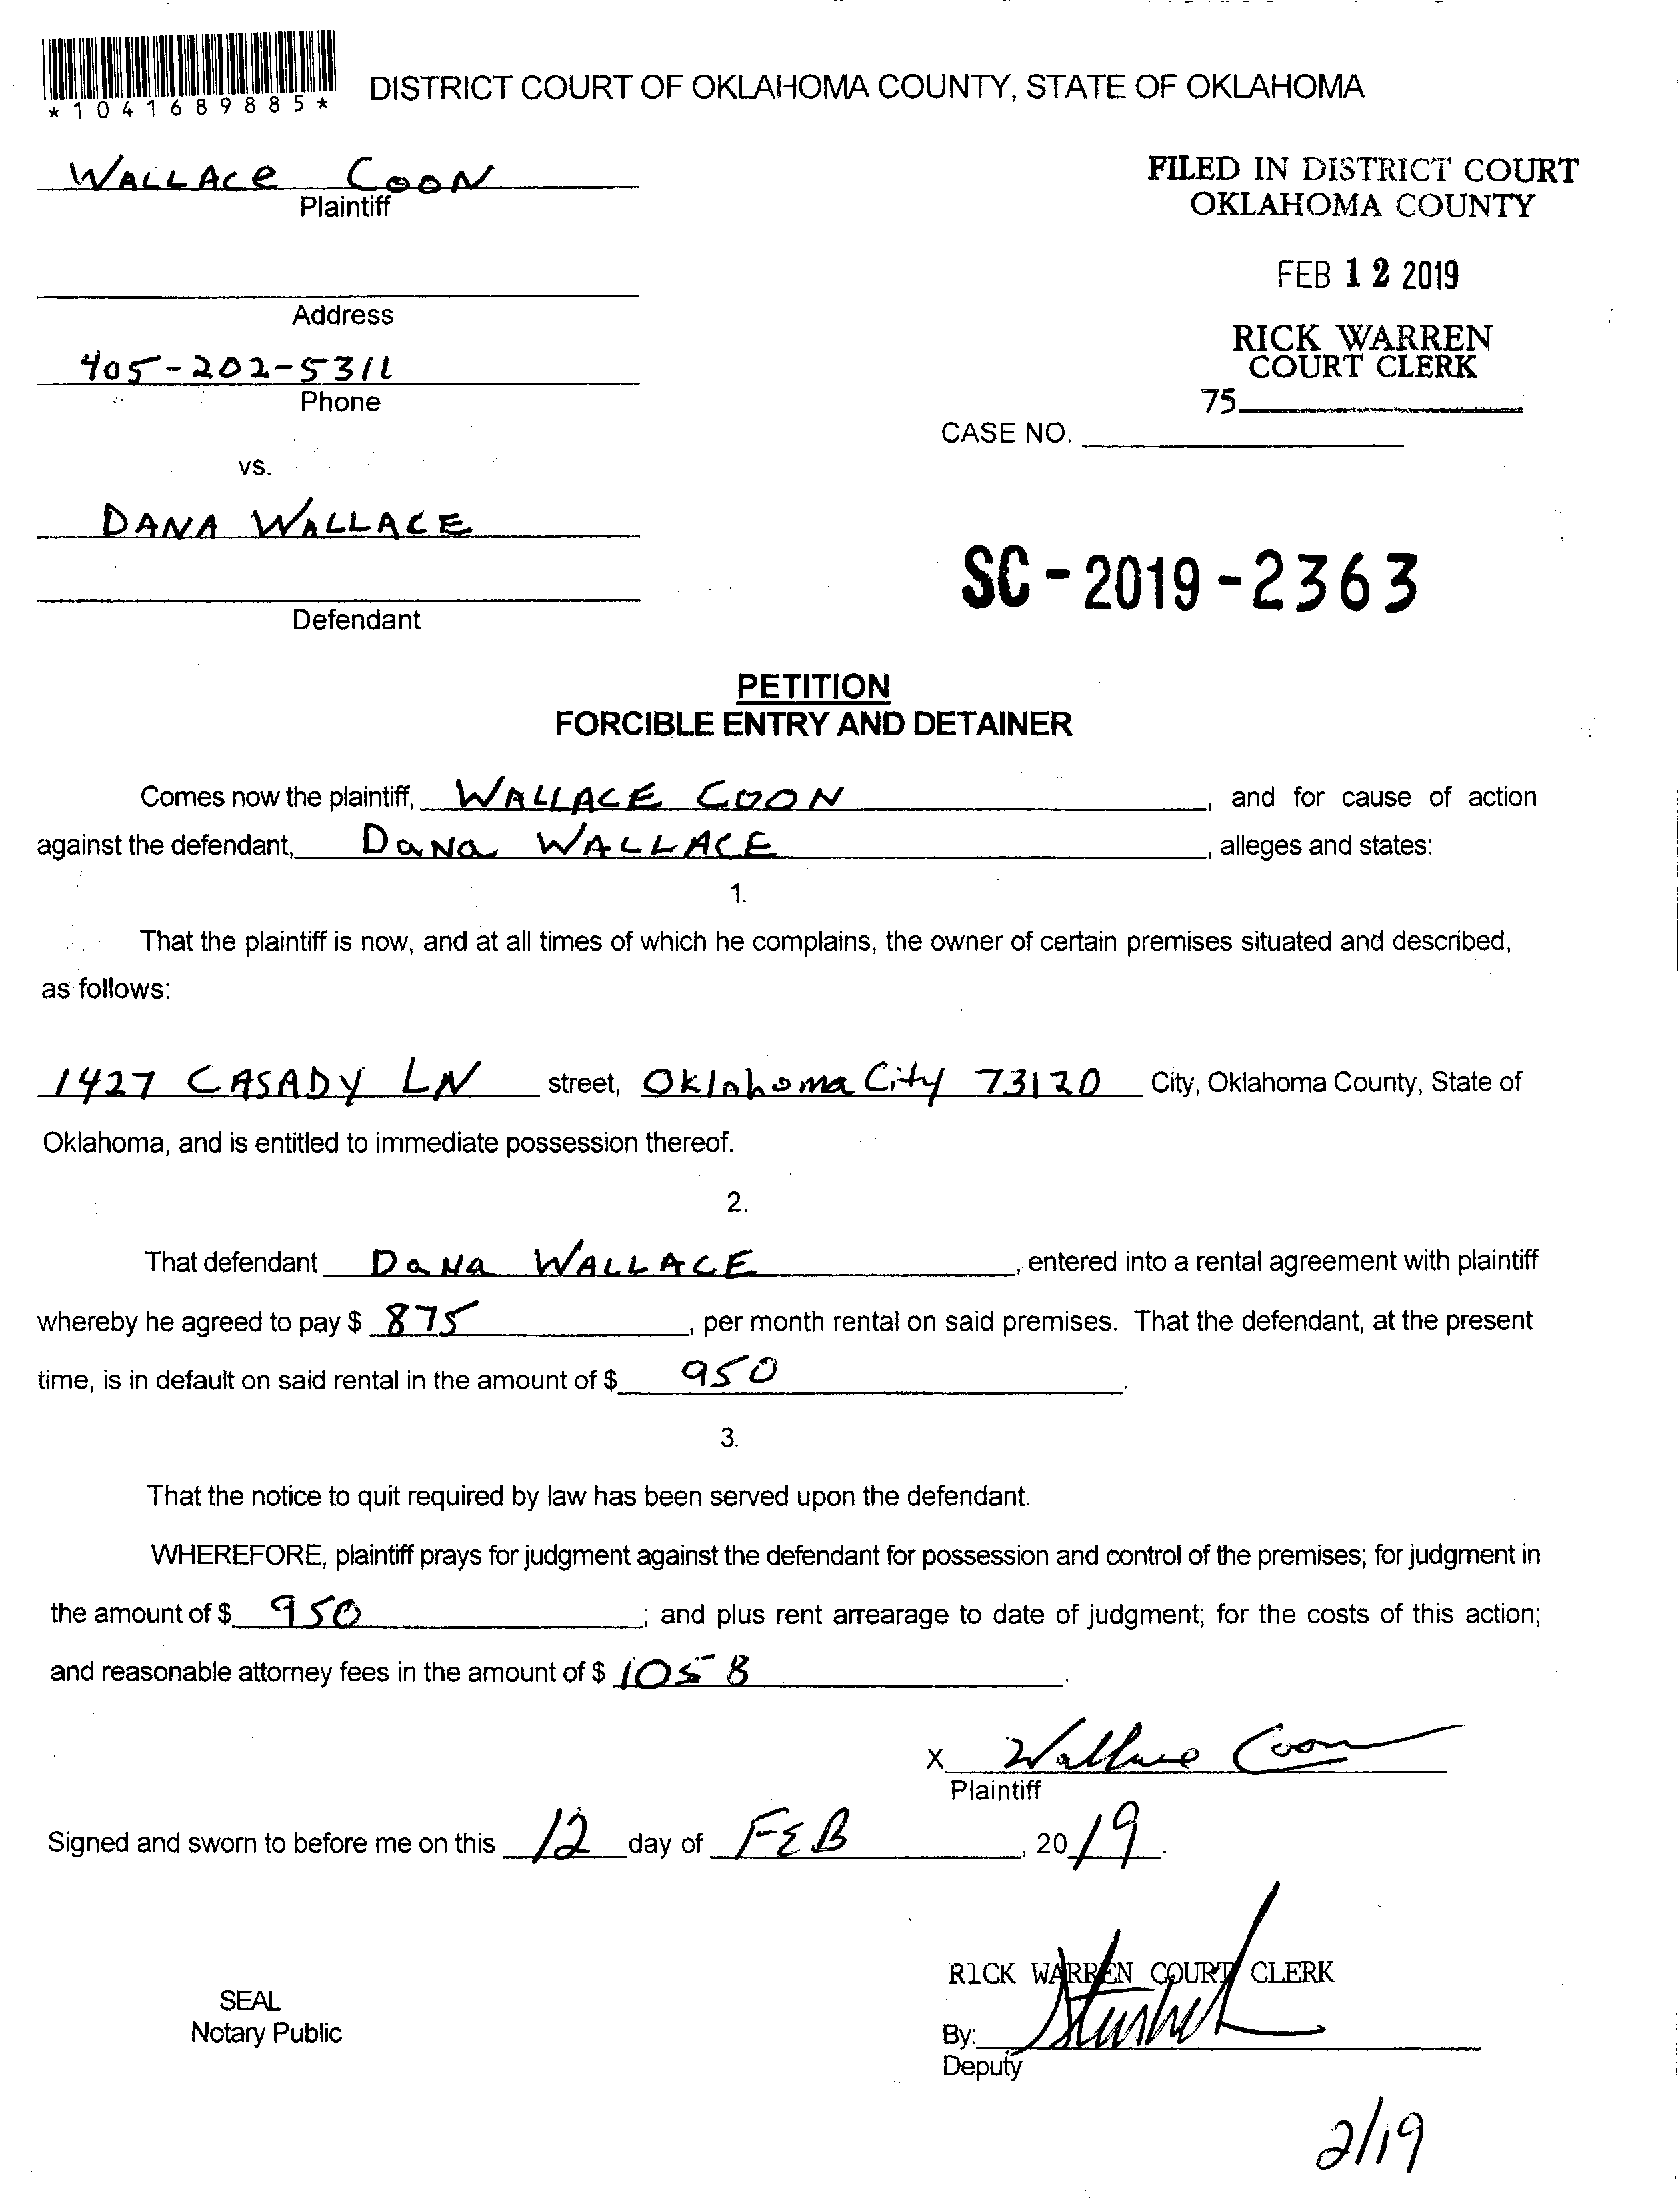 *1041689885*
DISTRICT COURT OF OKLAHOMA COUNTY, STATE OF OKLAHOMA
WALLACE COON
Plaintiff
FILED IN DISTRICT COURT
OKLAHOMA COUNTY
FEB 12 2019
RICK WARREN
COURT CLERK
75
Address
405-202-5311
Phone
CASE NO.
vs.
DANA WALLACE
SC-2019-2363
Defendant
PETITION
FORCIBLE ENTRY AND DETAINER
Comes now the plaintiff, WALLACE COON, and for cause of action
against the defendant, DaNa WALLACE, alleges and states:
1.
That the plaintiff is now, and at all times of which he complains, the owner of certain premises situated and described,
as follows:
1427 CASADY LN street, Oklahoma City 73120 City, Oklahoma County, State of
Oklahoma, and is entitled to immediate possession thereof.
2.
That defendant DaNa WALLACE, entered into a rental agreement with plaintiff
whereby he agreed to pay $ 875, per month rental on said premises. That the defendant, at the present
time, is in default on said rental in the amount of $ 950.
3.
That the notice to quit required by law has been served upon the defendant.
WHEREFORE, plaintiff prays for judgment against the defendant for possession and control of the premises; for judgment in
the amount of $ 950; and plus rent arrearage to date of judgment; for the costs of this action;
and reasonable attorney fees in the amount of $ 1058.
X Wallace Coon
Plaintiff
Signed and sworn to before me on this 12 day of FEB, 2019.
RICK WARREN COURT CLERK
SEAL
Notary Public
By:
Deputy
2/19